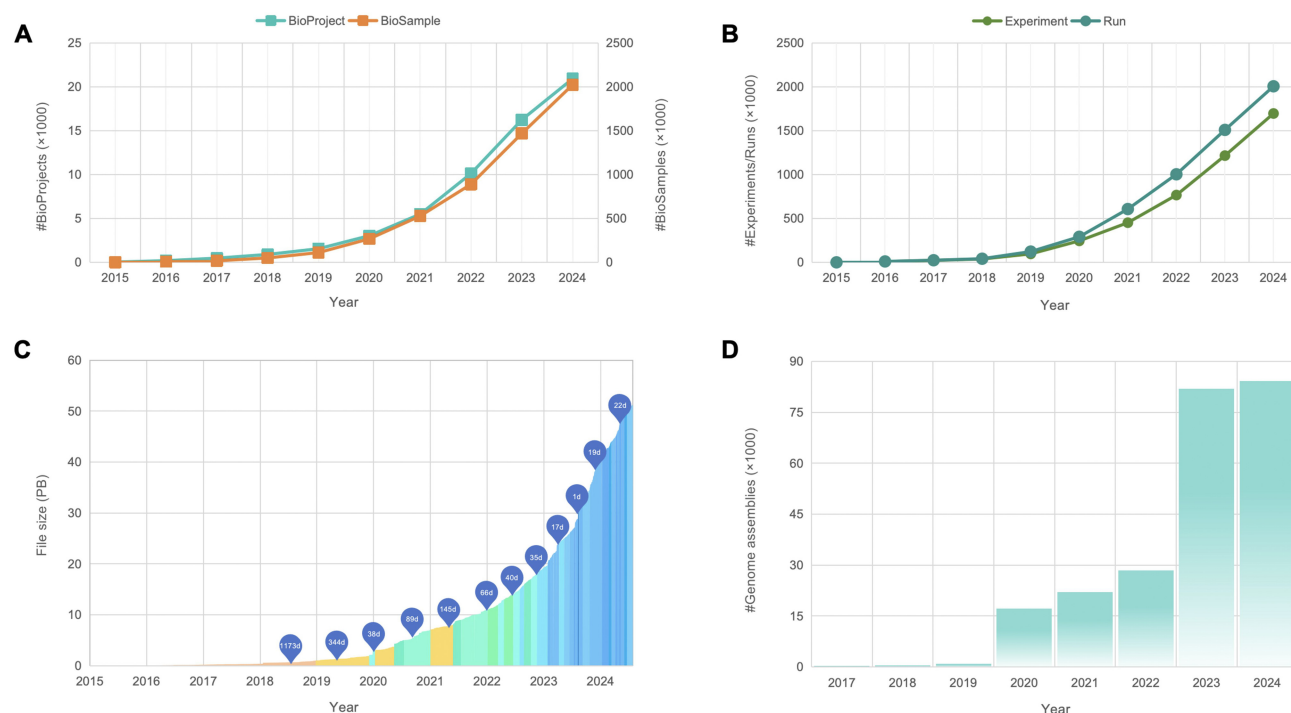 A
BioProject BioSample
#BioProjects (×1000)
25
20
15
10
5
0
2500
2000
1500
1000
500
0
#BioSamples (×1000)
2015 2016 2017 2018 2019 2020 2021 2022 2023 2024
Year
B
Experiment Run
#Experiments/Runs (×1000)
2500
2000
1500
1000
500
0
2015 2016 2017 2018 2019 2020 2021 2022 2023 2024
Year
C
File size (PB)
60
50
40
30
20
10
0
1173d
344d
38d
89d
145d
66d
40d
35d
17d
1d
19d
22d
2015 2016 2017 2018 2019 2020 2021 2022 2023 2024
Year
D
#Genome assemblies (×1000)
90
75
45
30
15
0
2017 2018 2019 2020 2021 2022 2023 2024
Year